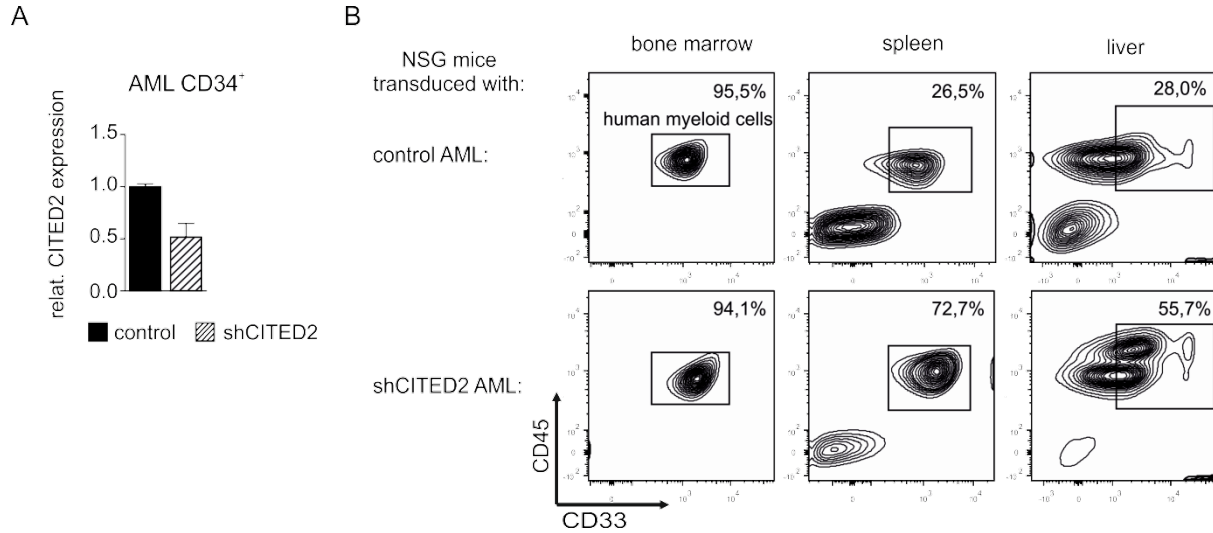 A
AML CD34⁺
relat. CITED2 expression
1.5
1.0
0.5
0.0
control
shCITED2
B
NSG mice
transduced with:
bone marrow
spleen
liver
control AML:
95,5%
human myeloid cells
26,5%
28,0%
shCITED2 AML:
94,1%
72,7%
55,7%
CD45
CD33